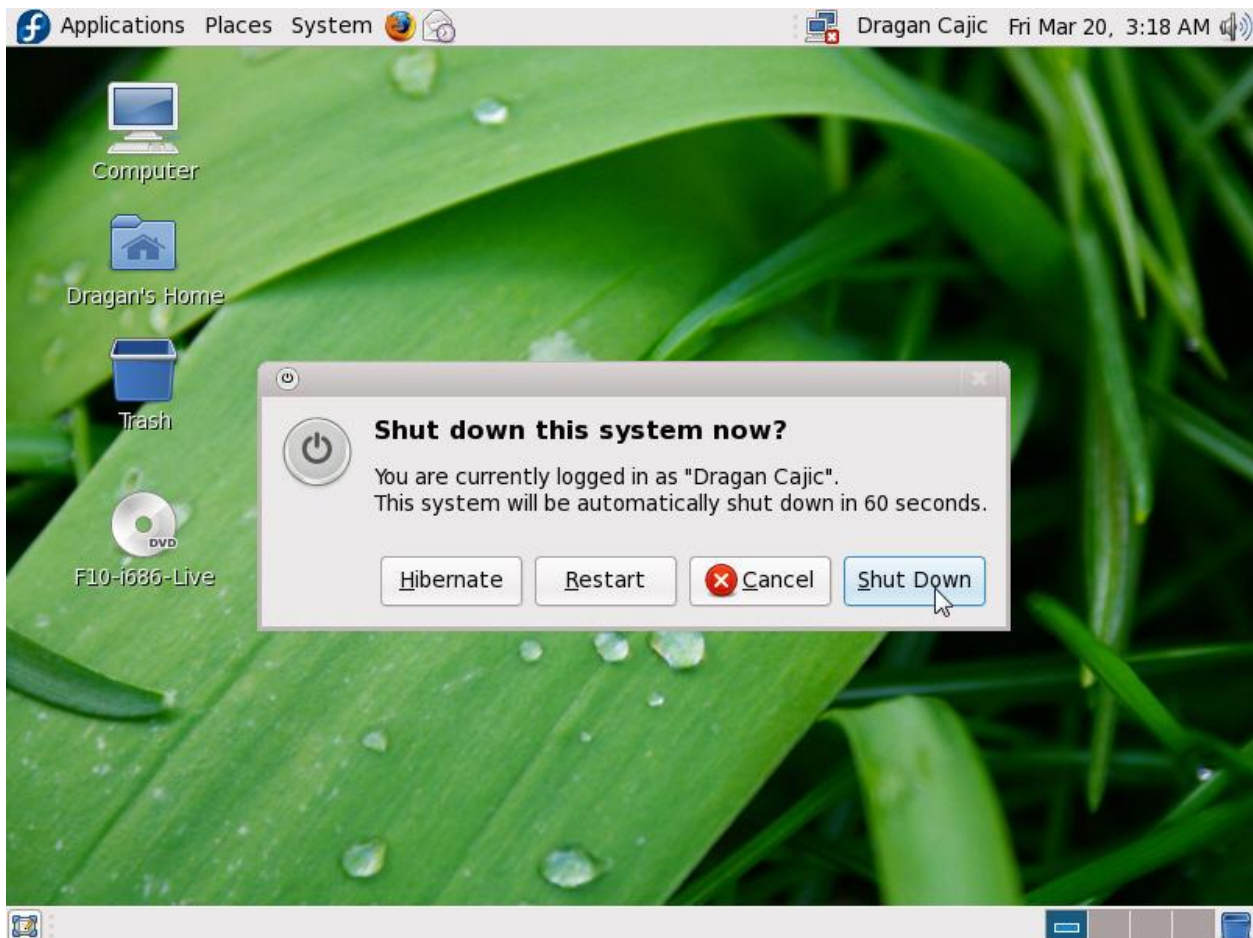 Applications Places System Dragan Cajic Fri Mar 20, 3:18 AM
Computer
Dragan's Home
Trash
DVD
F10-i686-Live
Shut down this system now?
You are currently logged in as "Dragan Cajic".
This system will be automatically shut down in 60 seconds.
Hibernate Restart Cancel Shut Down